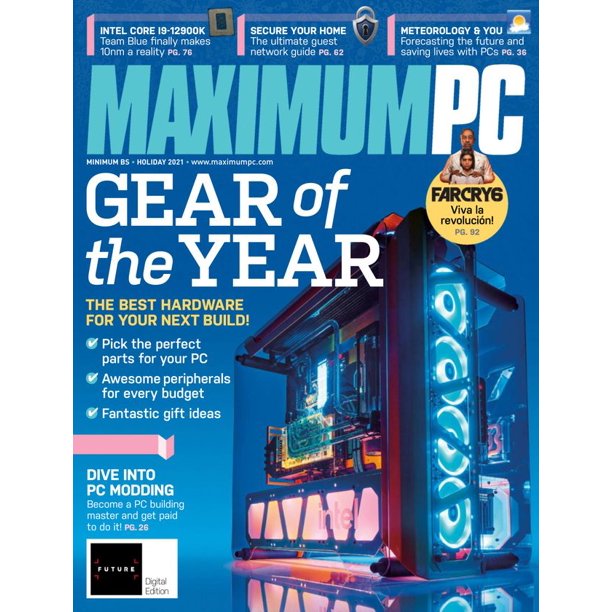 INTEL CORE I9-12900K
Team Blue finally makes
10nm a reality PG. 76
SECURE YOUR HOME
The ultimate guest
network guide PG. 62
METEOROLOGY & YOU
Forecasting the future and
saving lives with PCs PG. 36
MAXIMUMPC
MINIMUM BS • HOLIDAY 2021 • www.maximumpc.com
GEAR of
the YEAR
FARCRY6
Viva la
revolución!
PG. 92
THE BEST HARDWARE
FOR YOUR NEXT BUILD!
Pick the perfect
parts for your PC
Awesome peripherals
for every budget
Fantastic gift ideas
DIVE INTO
PC MODDING
Become a PC building
master and get paid
to do it! PG. 26
intel
FUTURE
Digital
Edition